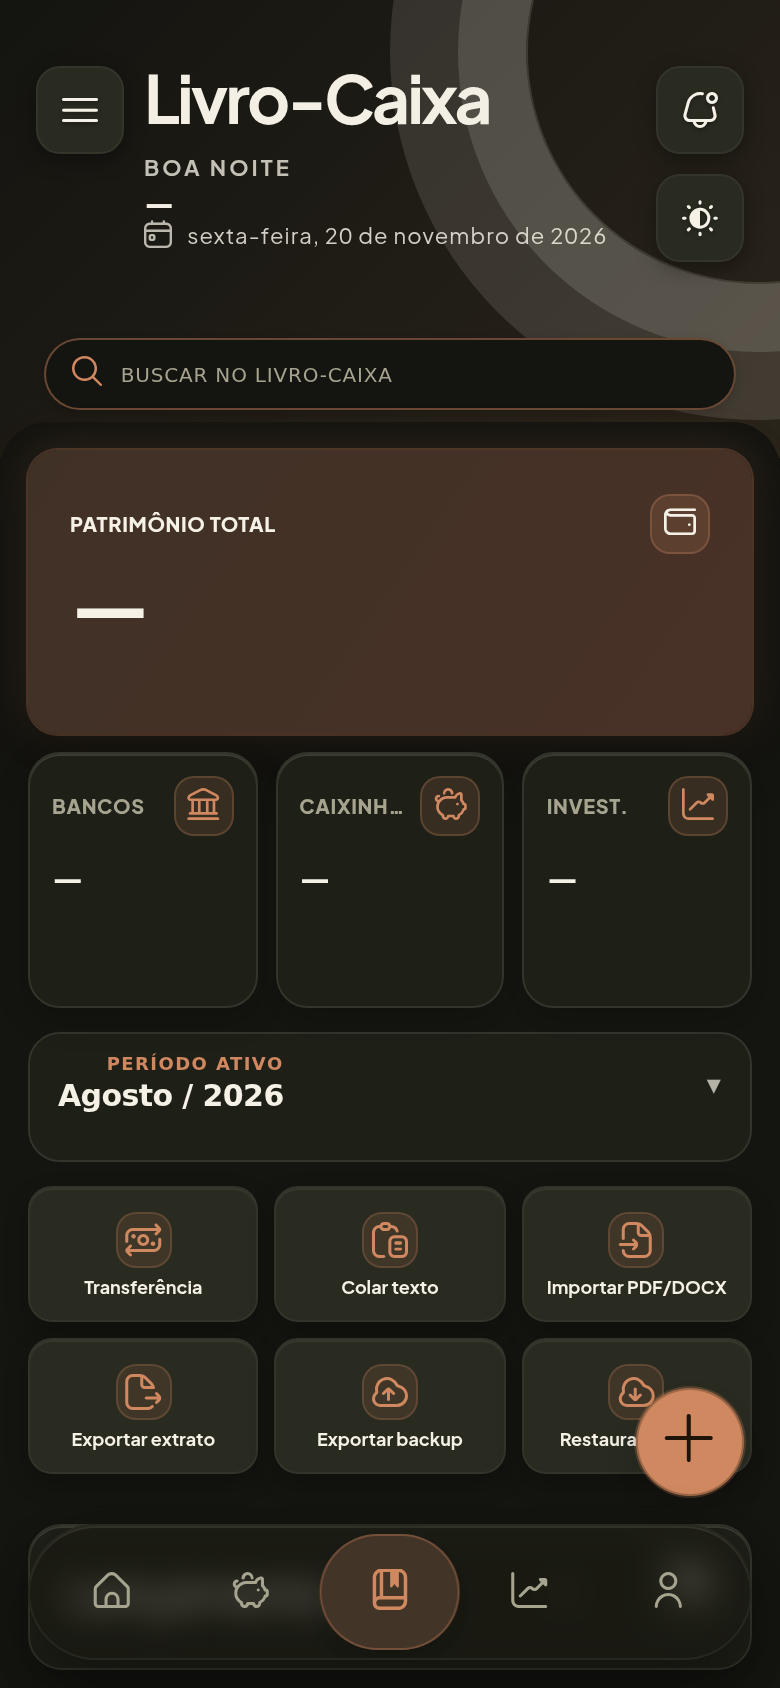 Livro-Caixa
BOA NOITE
—
sexta-feira, 20 de novembro de 2026
BUSCAR NO LIVRO-CAIXA
PATRIMÔNIO TOTAL
—
BANCOS
—
CAIXINH...
—
INVEST.
—
PERÍODO ATIVO
Agosto / 2026
▼
Transferência
Colar texto
Importar PDF/DOCX
Exportar extrato
Exportar backup
Restaura